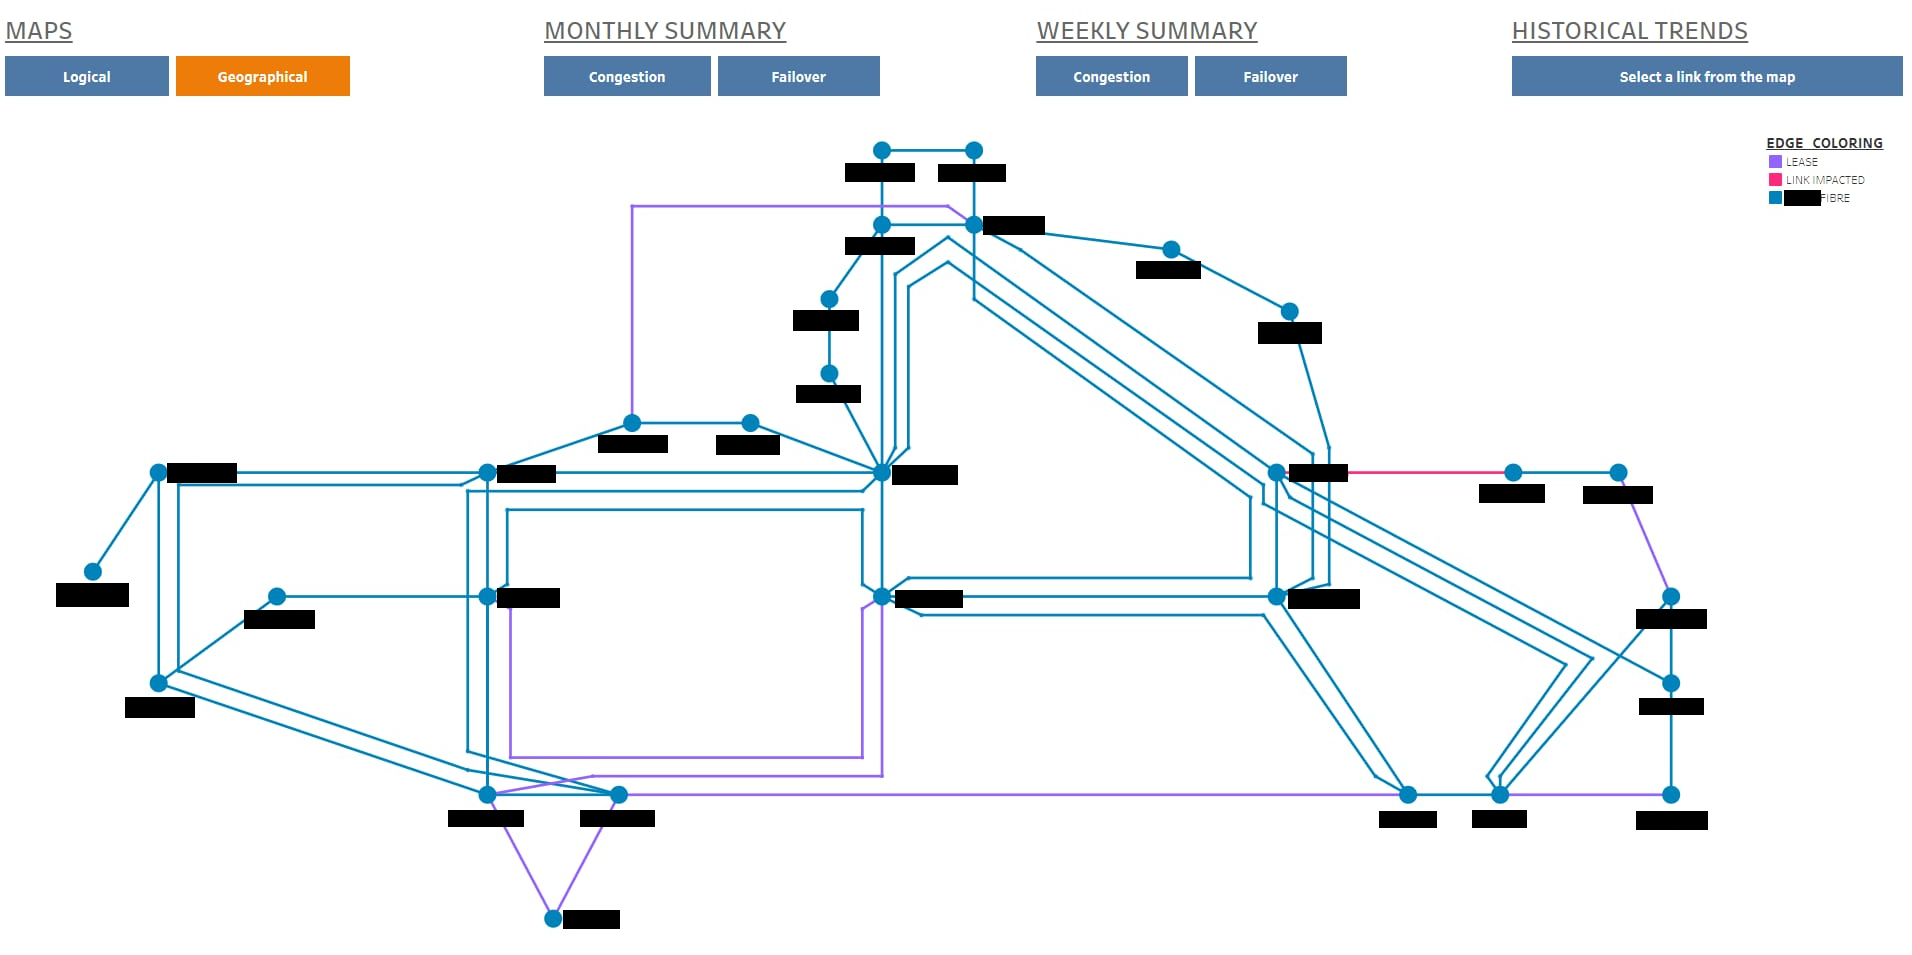 MAPS
MONTHLY SUMMARY
WEEKLY SUMMARY
HISTORICAL TRENDS
Logical
Geographical
Congestion
Failover
Congestion
Failover
Select a link from the map
EDGE COLORING
LEASE
LINK IMPACTED
FIBRE